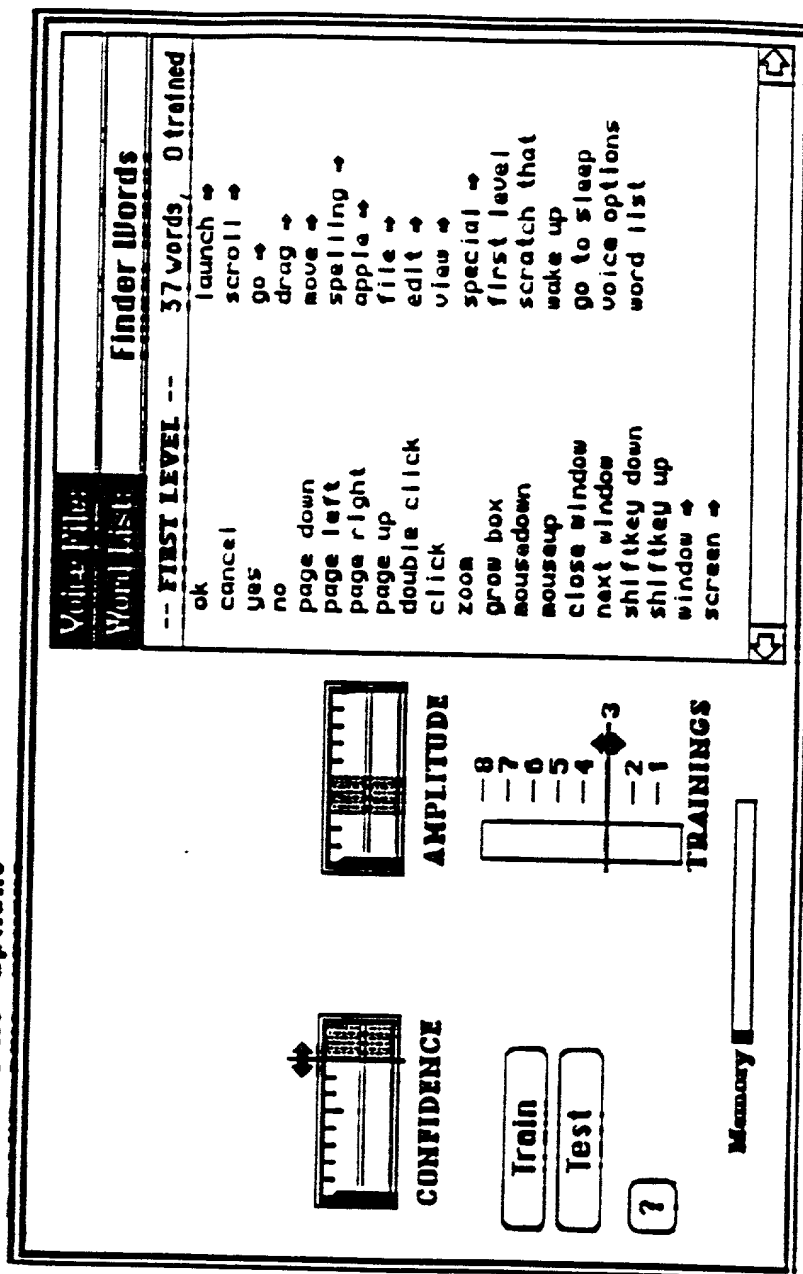 Voice File:
Word List: Finder Words
-- FIRST LEVEL -- 37 words, 0 trained
ok
cancel
yes
no
page down
page left
page right
page up
double click
click
zoom
grow box
mousedown
mouseup
close window
next window
shiftkey down
shiftkey up
window →
screen →
launch →
scroll →
go →
drag →
move →
spelling →
apple →
file →
edit →
view →
special →
first level
scratch that
wake up
go to sleep
voice options
word list
CONFIDENCE
AMPLITUDE
Train
Test
?
—8
—7
—6
—5
—4
—3
—2
—1
TRAININGS
Memory